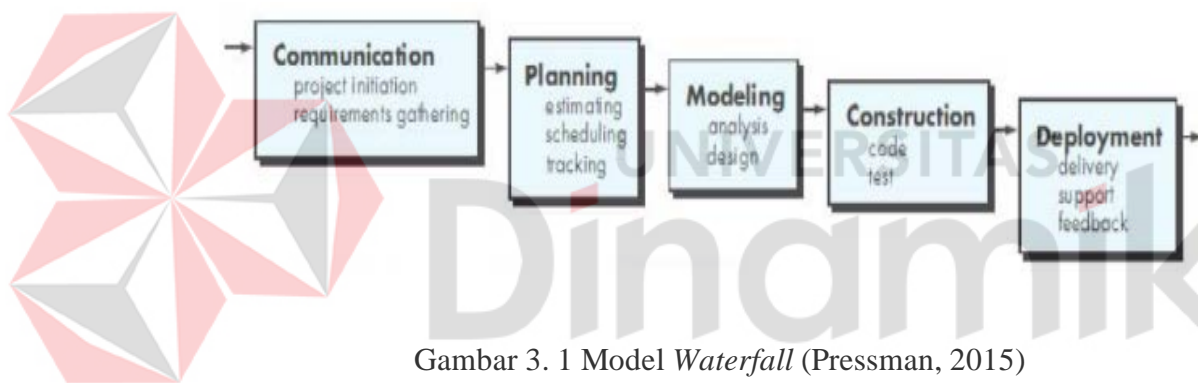 Communication
project initiation
requirements gathering
Planning
estimating
scheduling
tracking
Modeling
analysis
design
Construction
code
test
Deployment
delivery
support
feedback
UNIVERSITAS
Dinamik
Gambar 3. 1 Model Waterfall (Pressman, 2015)